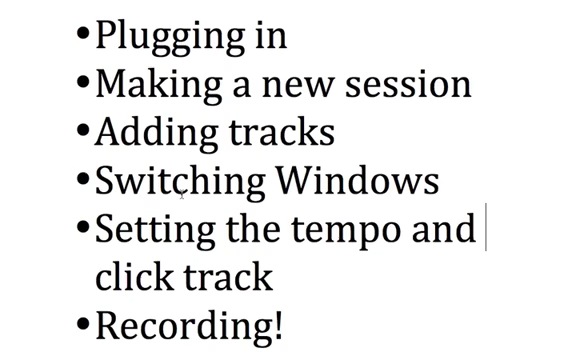 •Plugging in
•Making a new session
•Adding tracks
•Switching Windows
•Setting the tempo and
click track
•Recording!